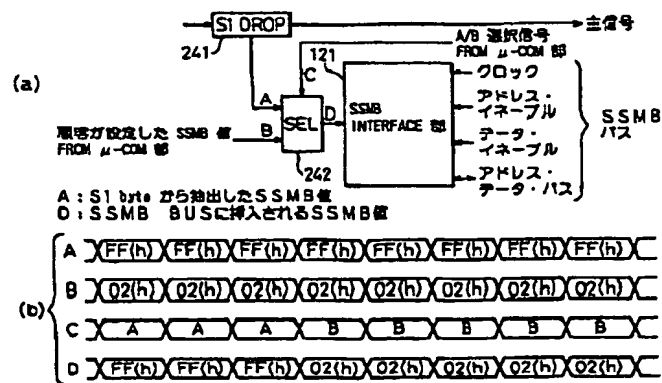 S1 DROP
主信号
241
A/B 選択信号
FROM μ-COM 部
(a)
121
C
クロック
A
SSMB
INTERFACE 部
アドレス・
イネーブル
SSMB
バス
顧客が設定した SSMB 値
FROM μ-COM 部
B
SEL
D
データ・
イネーブル
242
アドレス・
データ・バス
A : S1 byte から抽出したSSMB値
D : SSMB BUSに挿入されるSSMB値
(b)
A FF(h) FF(h) FF(h) FF(h) FF(h) FF(h) FF(h) FF(h)
B 02(h) 02(h) 02(h) 02(h) 02(h) 02(h) 02(h) 02(h)
C A A A B B B B B
D FF(h) FF(h) FF(h) 02(h) 02(h) 02(h) 02(h) 02(h)